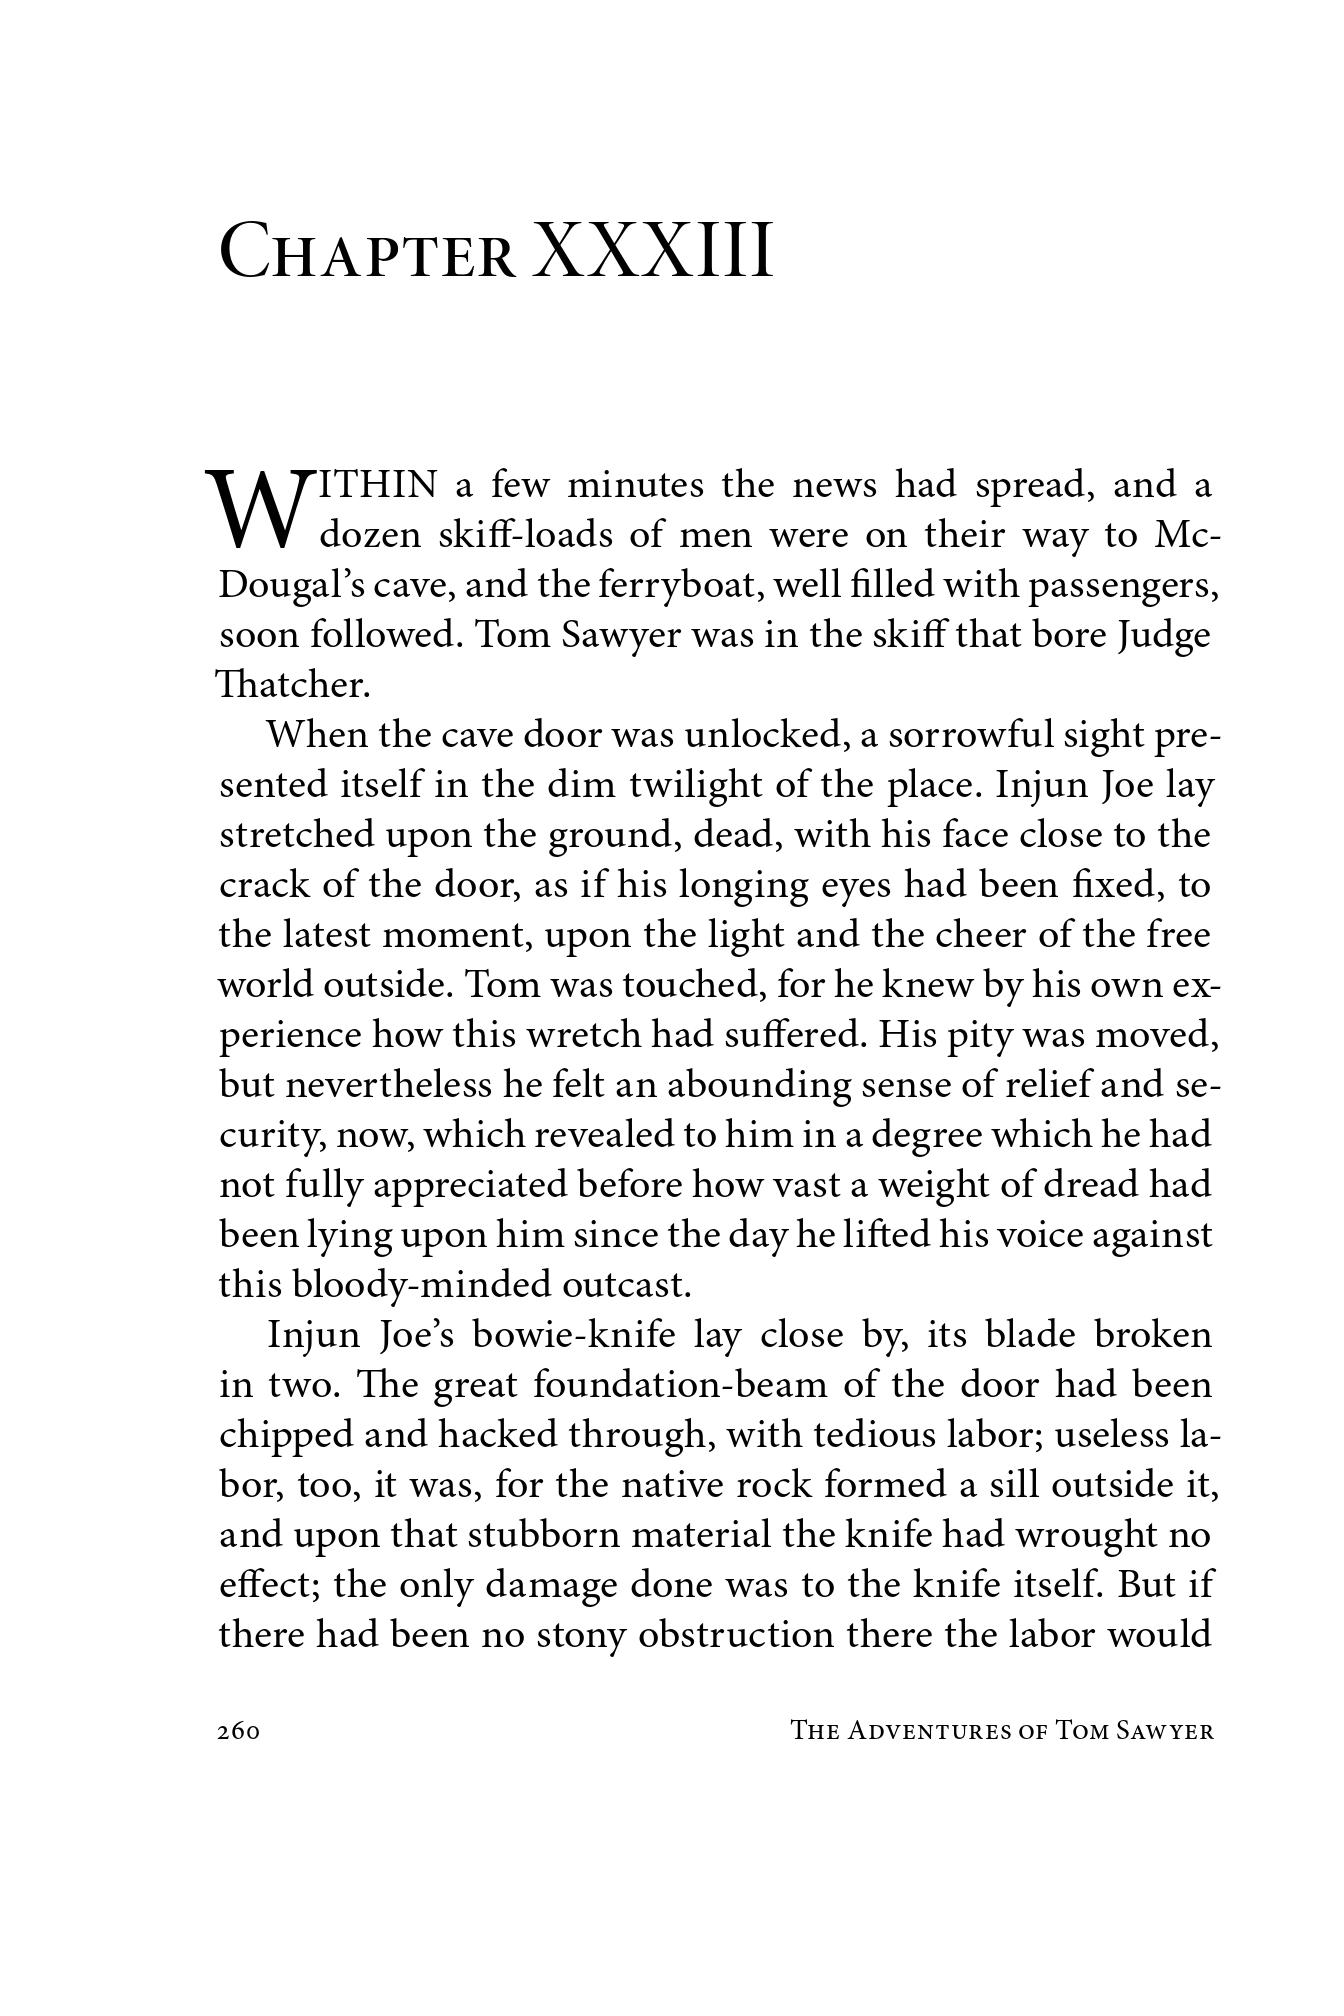 Chapter XXXIII
WITHIN a few minutes the news had spread, and a
dozen skiff-loads of men were on their way to Mc-
Dougal’s cave, and the ferryboat, well filled with passengers,
soon followed. Tom Sawyer was in the skiff that bore Judge
Thatcher.
When the cave door was unlocked, a sorrowful sight pre-
sented itself in the dim twilight of the place. Injun Joe lay
stretched upon the ground, dead, with his face close to the
crack of the door, as if his longing eyes had been fixed, to
the latest moment, upon the light and the cheer of the free
world outside. Tom was touched, for he knew by his own ex-
perience how this wretch had suffered. His pity was moved,
but nevertheless he felt an abounding sense of relief and se-
curity, now, which revealed to him in a degree which he had
not fully appreciated before how vast a weight of dread had
been lying upon him since the day he lifted his voice against
this bloody-minded outcast.
Injun Joe’s bowie-knife lay close by, its blade broken
in two. The great foundation-beam of the door had been
chipped and hacked through, with tedious labor; useless la-
bor, too, it was, for the native rock formed a sill outside it,
and upon that stubborn material the knife had wrought no
effect; the only damage done was to the knife itself. But if
there had been no stony obstruction there the labor would
260 The Adventures of Tom Sawyer